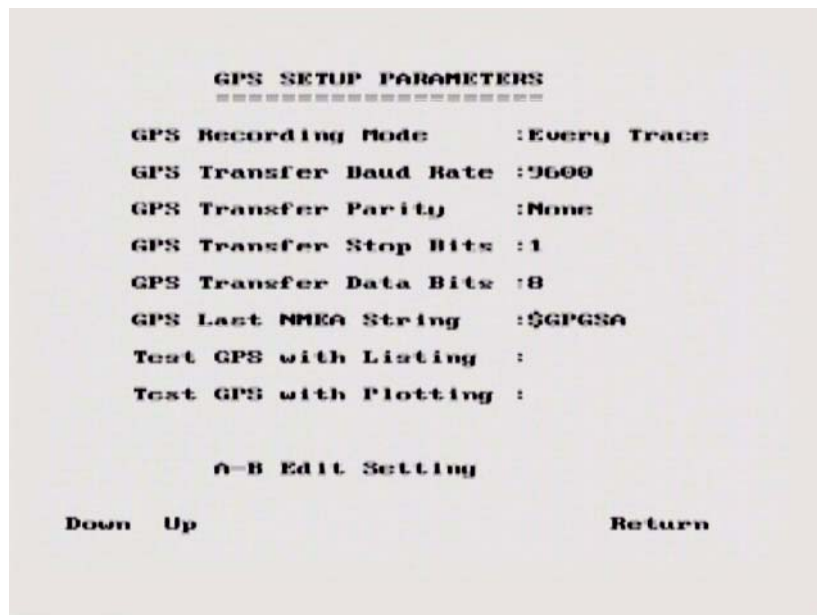 GPS SETUP PARAMETERS
GPS Recording Mode :Every Trace
GPS Transfer Baud Rate :9600
GPS Transfer Parity :None
GPS Transfer Stop Bits :1
GPS Transfer Data Bits :8
GPS Last NMEA String :$GPGSA
Test GPS with Listing :
Test GPS with Plotting :
A-B Edit Setting
Down Up Return